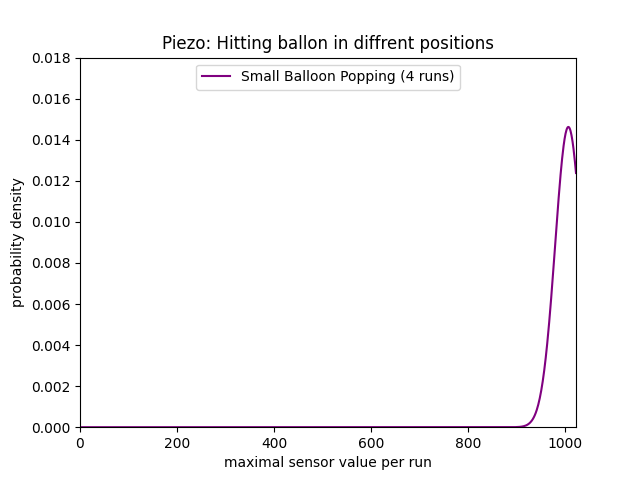 Piezo: Hitting ballon in diffrent positions
Small Balloon Popping (4 runs)
0.018
0.016
0.014
0.012
0.010
0.008
0.006
0.004
0.002
0.000
probability density
0 200 400 600 800 1000
maximal sensor value per run